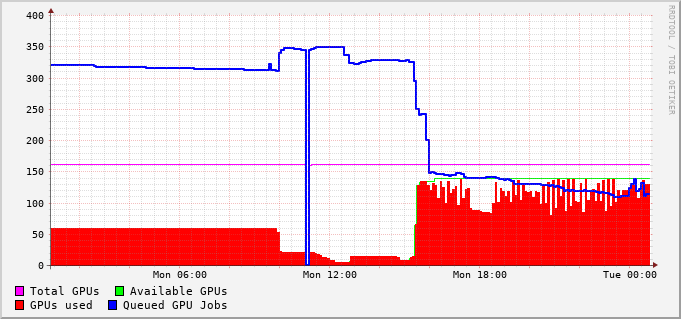 400
350
300
250
200
150
100
50
0
Mon 06:00 Mon 12:00 Mon 18:00 Tue 00:00
Total GPUs Available GPUs
GPUs used Queued GPU Jobs
RRDTOOL / TOBI OETIKER